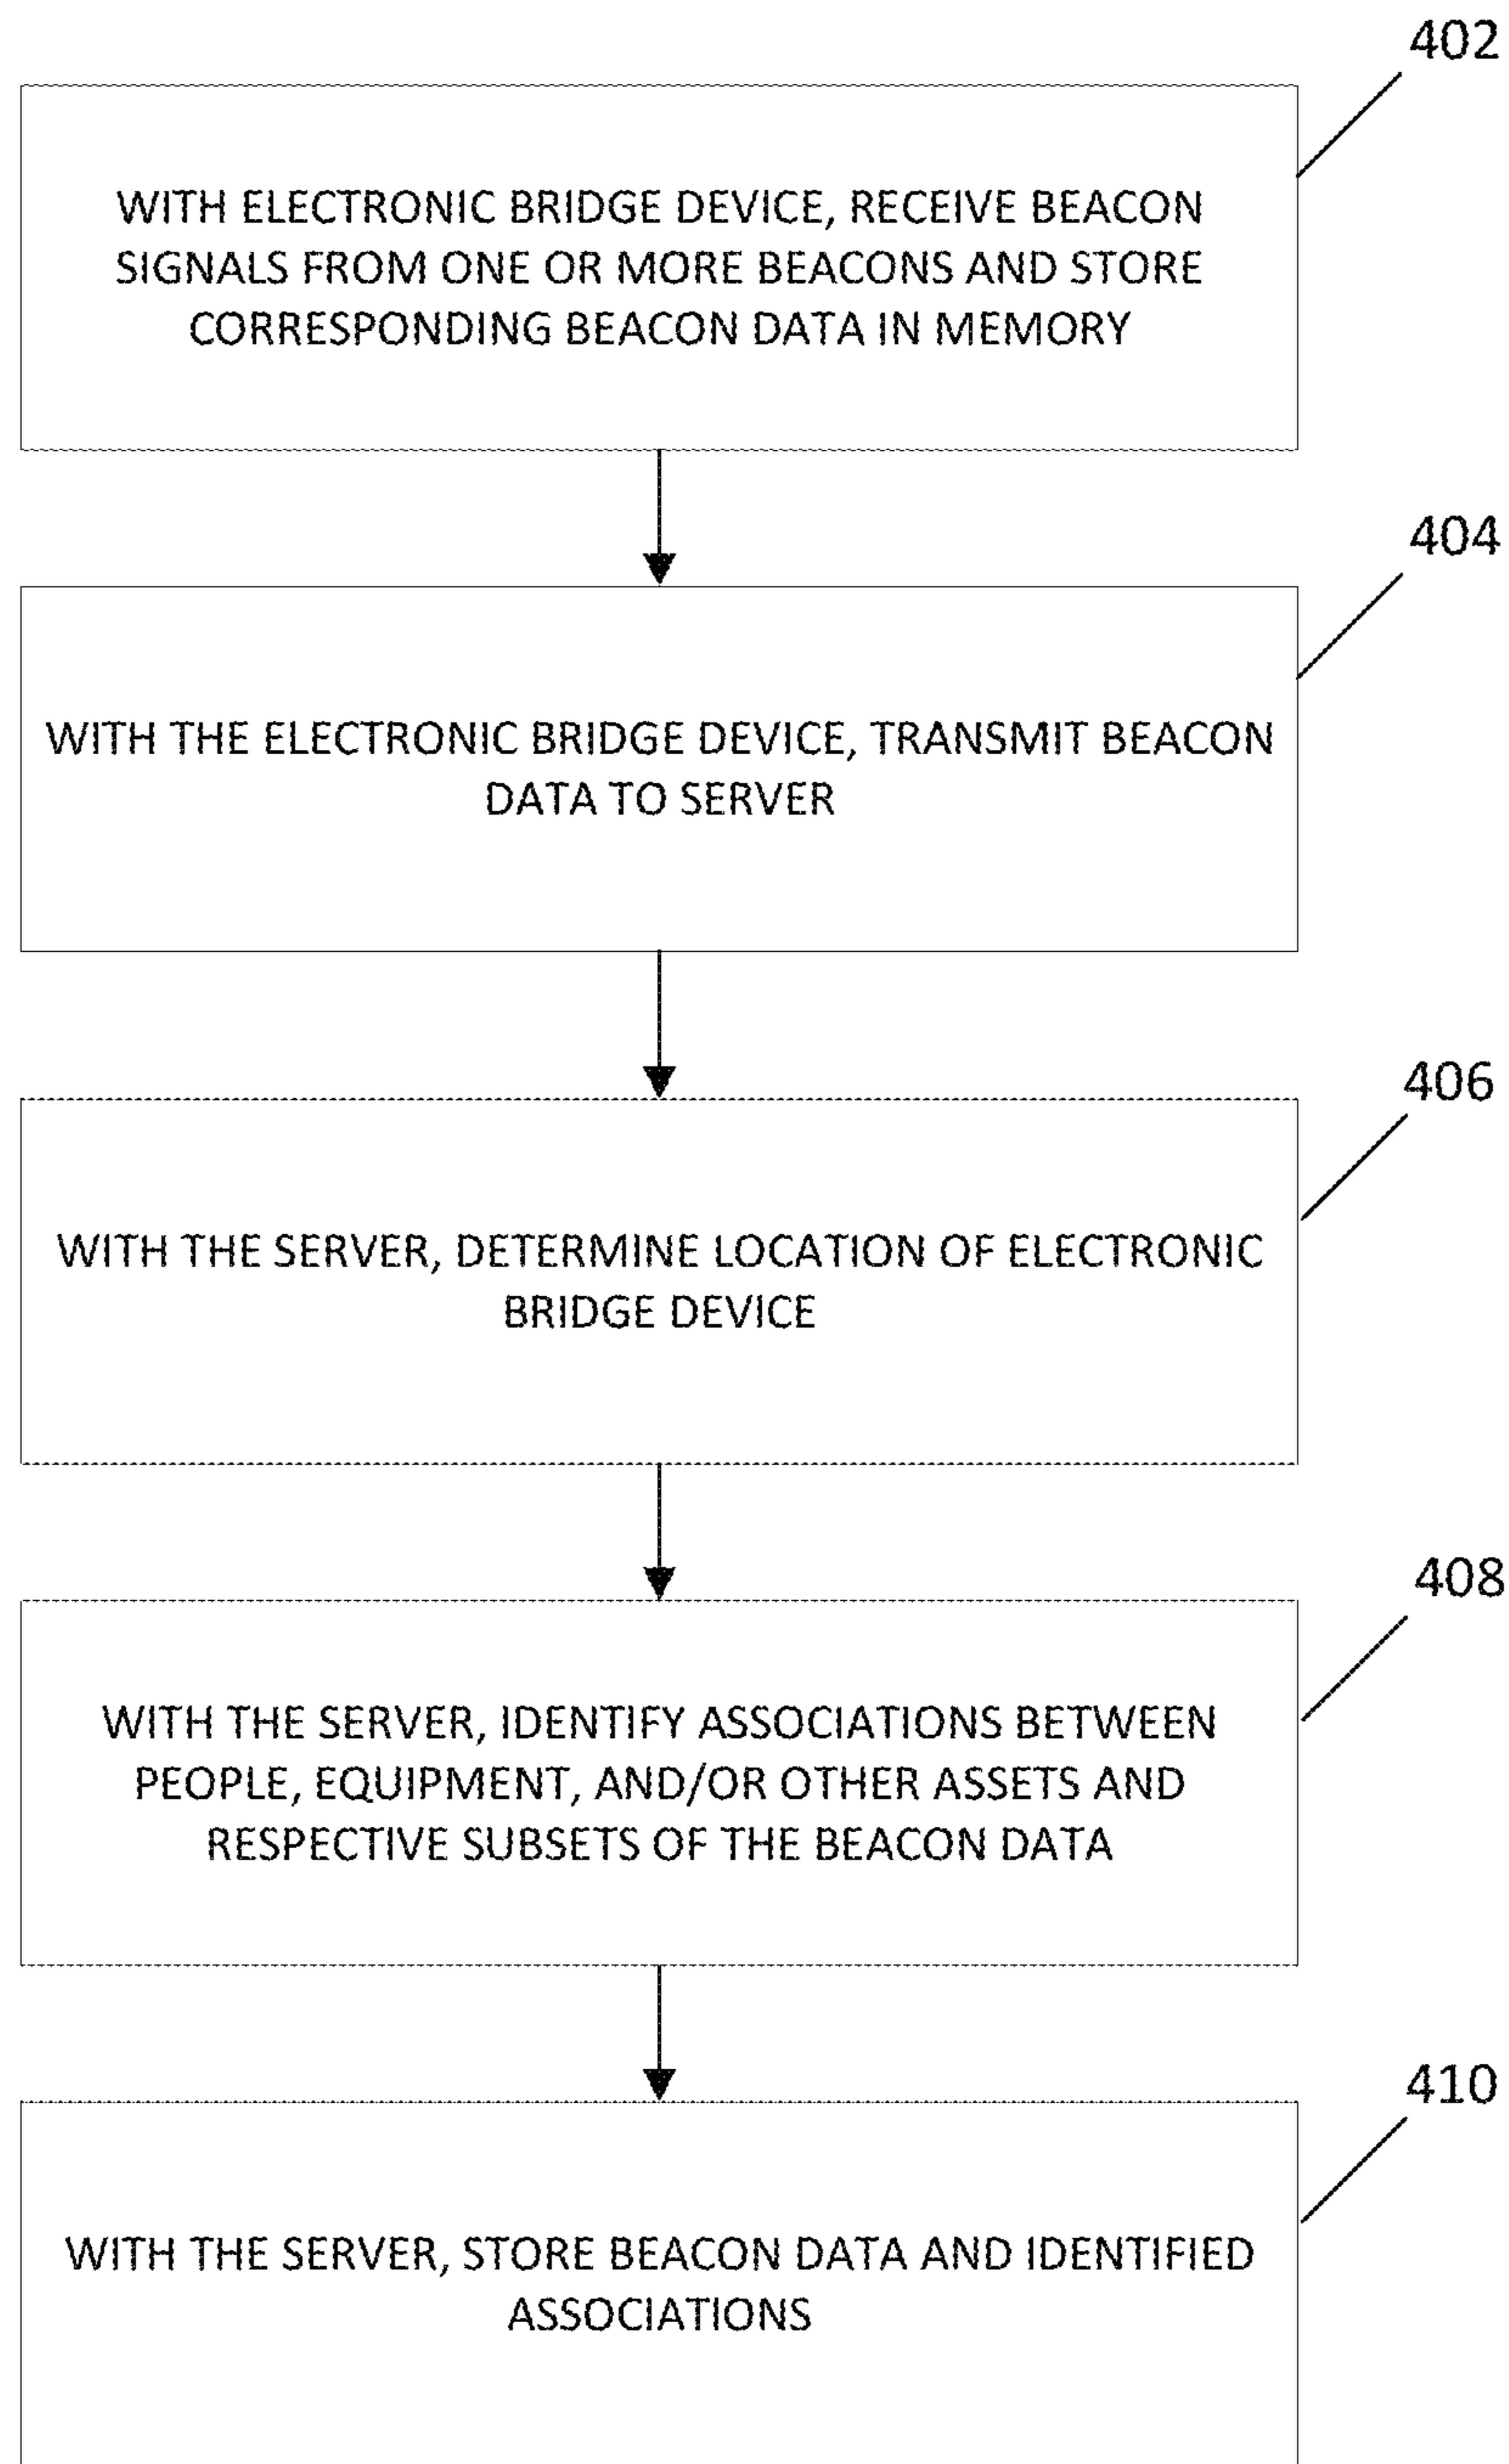 402
WITH ELECTRONIC BRIDGE DEVICE, RECEIVE BEACON
SIGNALS FROM ONE OR MORE BEACONS AND STORE
CORRESPONDING BEACON DATA IN MEMORY
404
WITH THE ELECTRONIC BRIDGE DEVICE, TRANSMIT BEACON
DATA TO SERVER
406
WITH THE SERVER, DETERMINE LOCATION OF ELECTRONIC
BRIDGE DEVICE
408
WITH THE SERVER, IDENTIFY ASSOCIATIONS BETWEEN
PEOPLE, EQUIPMENT, AND/OR OTHER ASSETS AND
RESPECTIVE SUBSETS OF THE BEACON DATA
410
WITH THE SERVER, STORE BEACON DATA AND IDENTIFIED
ASSOCIATIONS